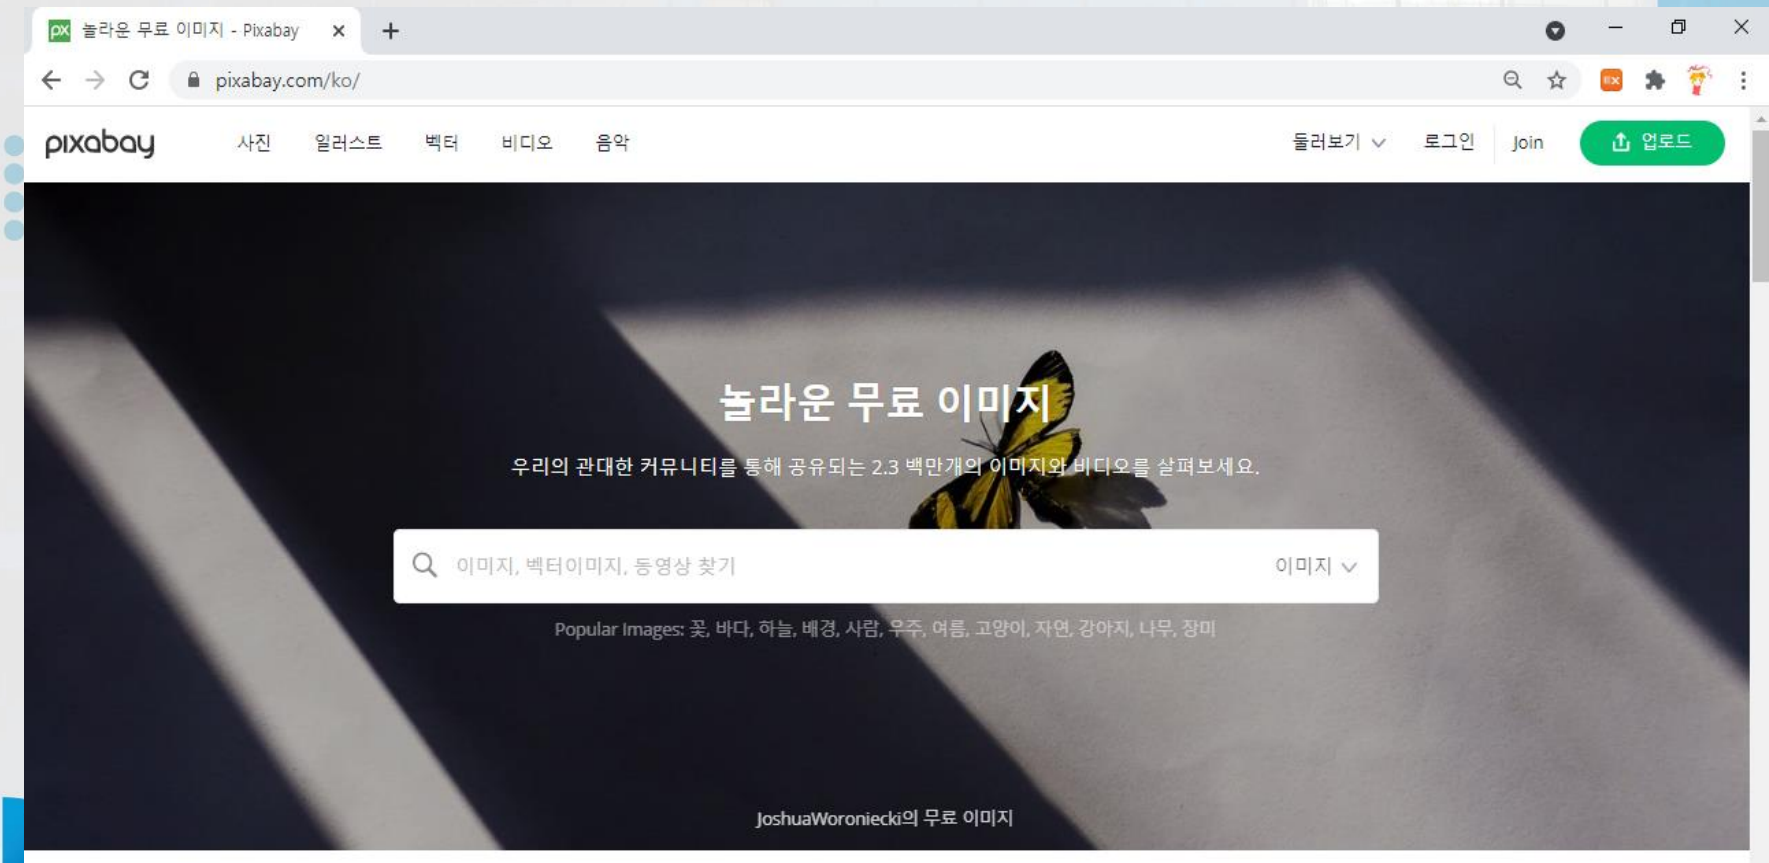 px 놀라운 무료 이미지 - Pixabay
pixabay.com/ko/
pixabay 사진 일러스트 벡터 비디오 음악 둘러보기 로그인 Join 업로드
놀라운 무료 이미지
우리의 관대한 커뮤니티를 통해 공유되는 2.3 백만개의 이미지와 비디오를 살펴보세요.
이미지, 벡터이미지, 동영상 찾기 이미지
Popular Images: 꽃, 바다, 하늘, 배경, 사람, 우주, 여름, 고양이, 자연, 강아지, 나무, 장미
JoshuaWoroniecki의 무료 이미지